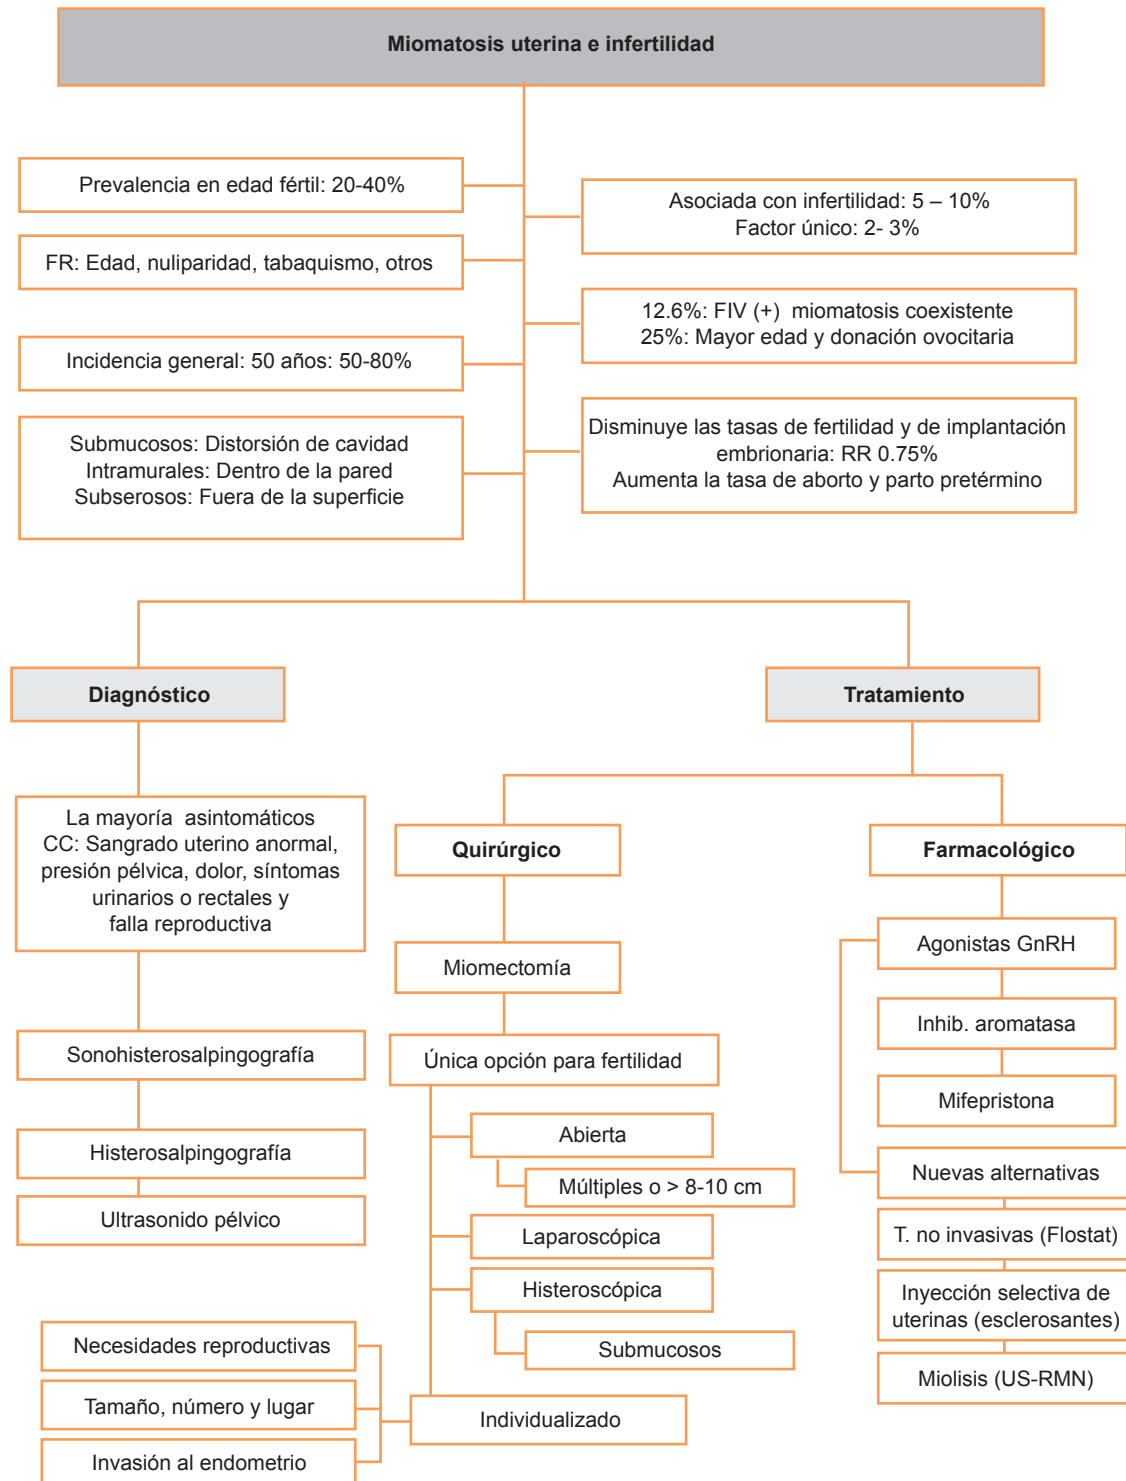 Miomatosis uterina e infertilidad
Prevalencia en edad fértil: 20-40%
Asociada con infertilidad: 5 – 10%
Factor único: 2- 3%
FR: Edad, nuliparidad, tabaquismo, otros
12.6%: FIV (+) miomatosis coexistente
25%: Mayor edad y donación ovocitaria
Incidencia general: 50 años: 50-80%
Submucosos: Distorsión de cavidad
Intramurales: Dentro de la pared
Subserosos: Fuera de la superficie
Disminuye las tasas de fertilidad y de implantación
embrionaria: RR 0.75%
Aumenta la tasa de aborto y parto pretérmino
Diagnóstico
Tratamiento
La mayoría asintomáticos
CC: Sangrado uterino anormal,
presión pélvica, dolor, síntomas
urinarios o rectales y
falla reproductiva
Sonohisterosalpingografía
Histerosalpingografía
Ultrasonido pélvico
Quirúrgico
Miomectomía
Única opción para fertilidad
Abierta
Múltiples o > 8-10 cm
Laparoscópica
Histeroscópica
Submucosos
Individualizado
Necesidades reproductivas
Tamaño, número y lugar
Invasión al endometrio
Farmacológico
Agonistas GnRH
Inhib. aromatasa
Mifepristona
Nuevas alternativas
T. no invasivas (Flostat)
Inyección selectiva de
uterinas (esclerosantes)
Miolisis (US-RMN)